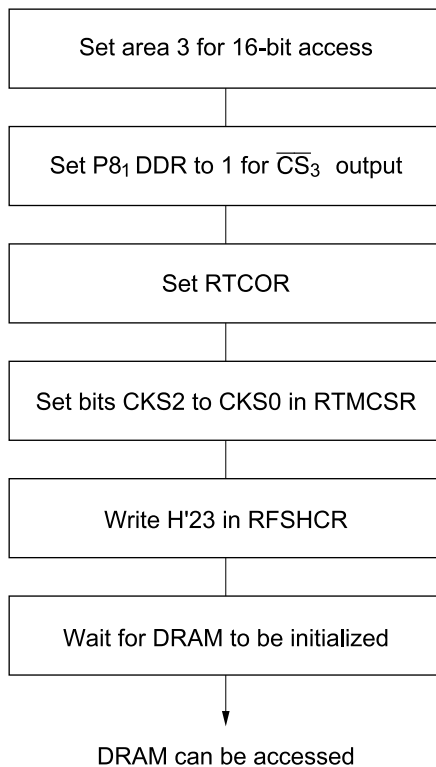 Set area 3 for 16-bit access
Set P8₁ DDR to 1 for C̅S̅₃ output
Set RTCOR
Set bits CKS2 to CKS0 in RTMCSR
Write H'23 in RFSHCR
Wait for DRAM to be initialized
DRAM can be accessed